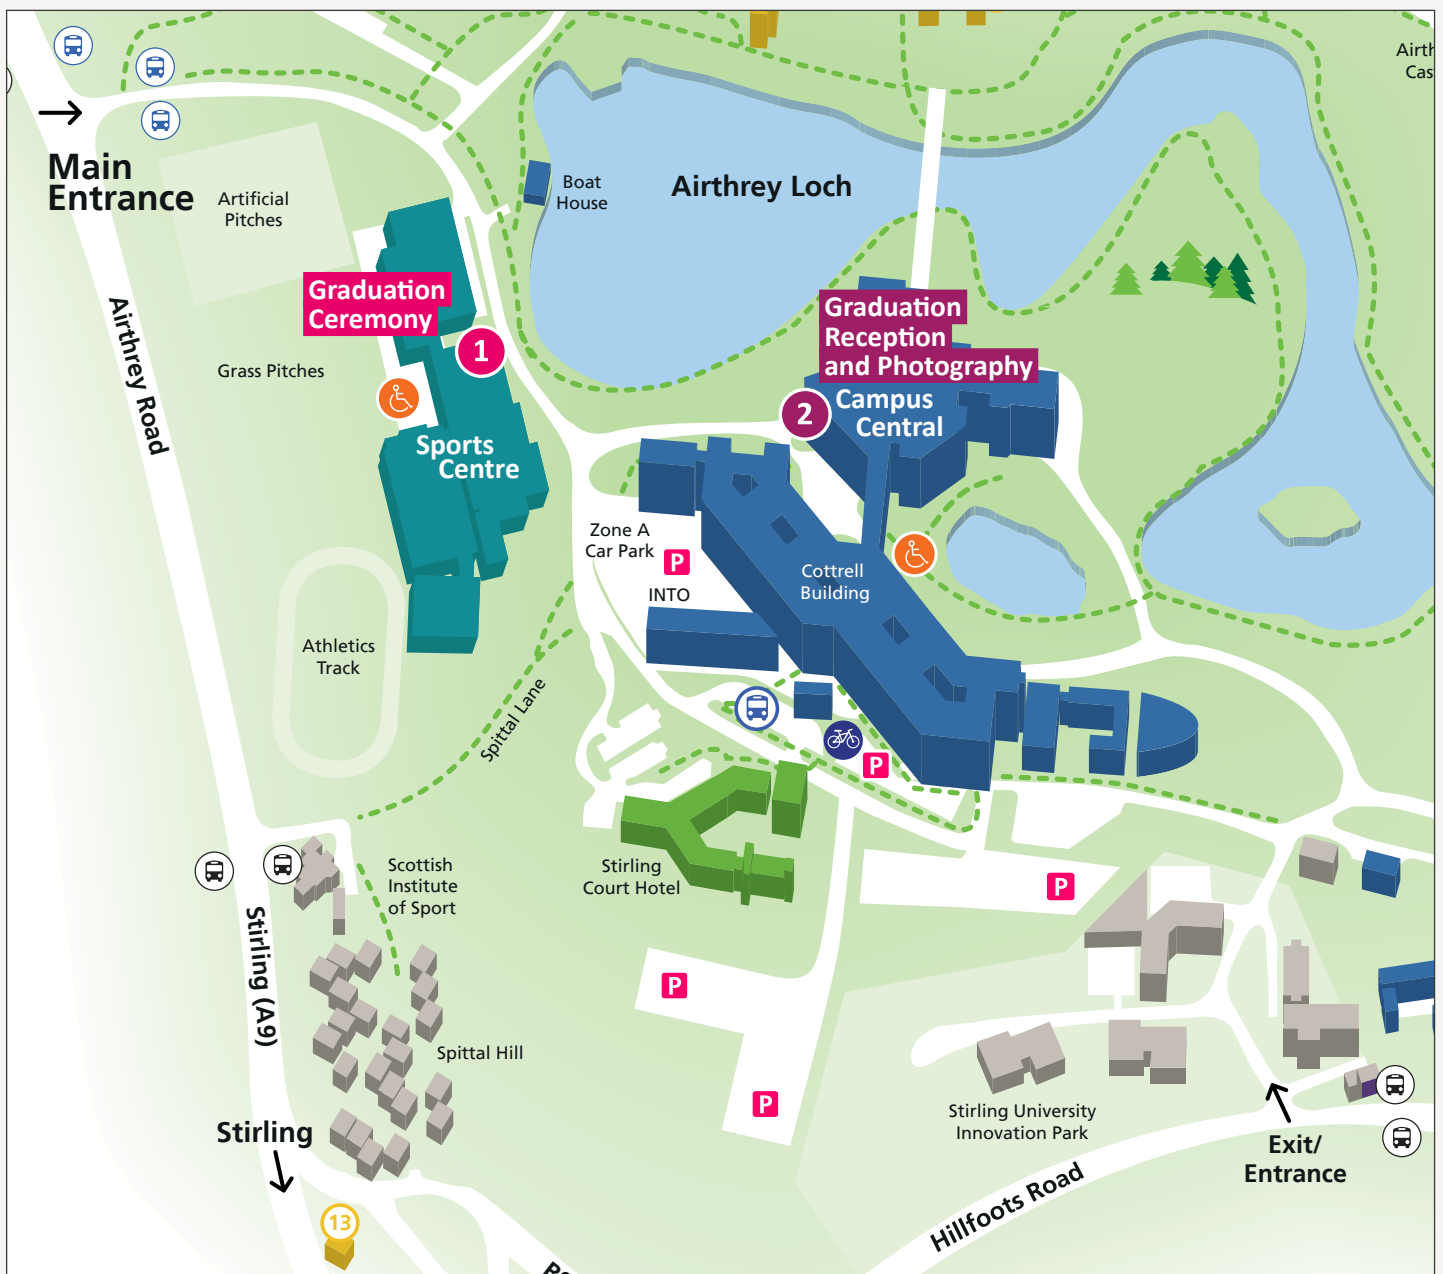 Airthrey Loch
Boat
House
Main
Entrance
Artificial
Pitches
Graduation
Ceremony
1
Grass Pitches
Airthrey Road
Sports
Centre
Graduation
Reception
and Photography
2
Campus
Central
Zone A
Car Park
P
INTO
Cottrell
Building
Athletics
Track
Spittal Lane
P
Stirling
Court Hotel
Scottish
Institute
of Sport
P
Stirling (A9)
P
Spittal Hill
P
Stirling University
Innovation Park
Stirling
Exit/
Entrance
Hillfoots Road
13